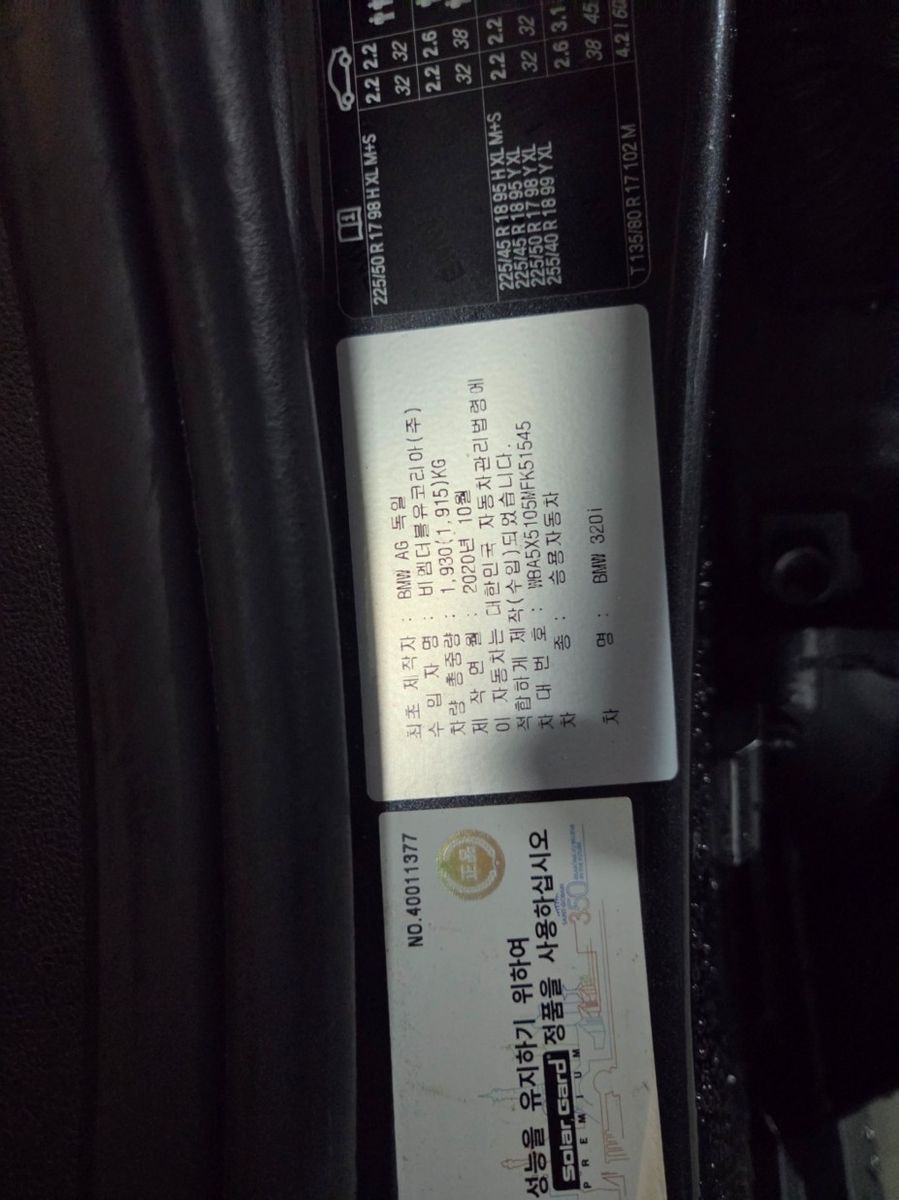 225/50 R 17 98 H XL M+S
2.2 2.2
32 32
2.2 2.6
32 38
225/45 R 18 95 H XL M+S
225/45 R 18 95 Y XL
225/50 R 17 98 Y XL
255/40 R 18 99 Y XL
2.2 2.2
32 32
2.6 3.1
38 45
T 135/80 R 17 102 M
4.2 / 60
최초 제작자 : BMW AG 독일
수 입 자 명 : 비엠더블유코리아(주)
차량 총중량 : 1,930(1,915)KG
제 작 연 월 : 2020년 10월
이 자동차는 대한민국 자동차관리법령에
적합하게 제작(수입)되었습니다.
차 대 번 호 : WBA5X5105MFK51545
차 종 : 승용자동차
차 명 : BMW 320i
NO.40011377
正品
350
성능을 유지하기 위하여
Solar Gard 정품을 사용하십시오
PREMIUM